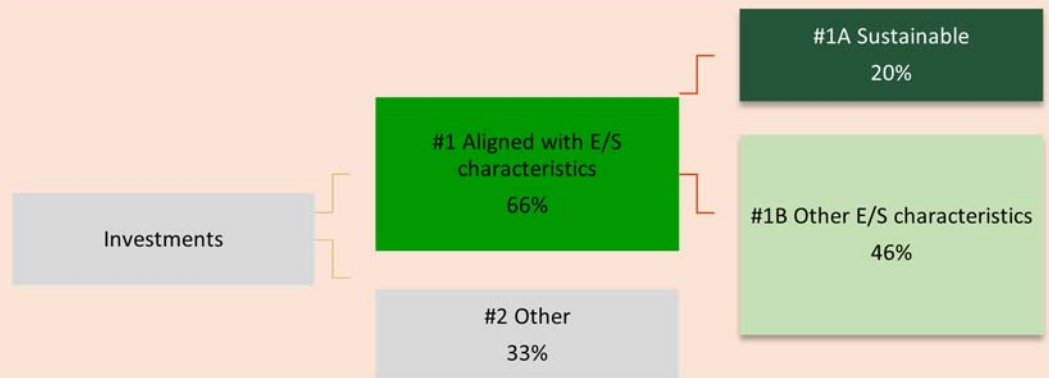 Investments
#1 Aligned with E/S
characteristics
66%
#2 Other
33%
#1A Sustainable
20%
#1B Other E/S characteristics
46%